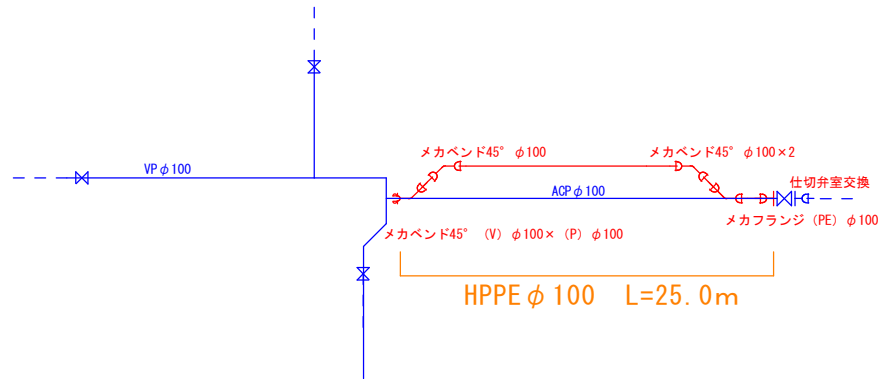 メカベンド45° φ100
メカベンド45° φ100×2
VPφ100
仕切弁室交換
ACPφ100
メカフランジ（PE）φ100
メカベンド45° （V）φ100×（P）φ100
HPPEφ100 L=25.0m